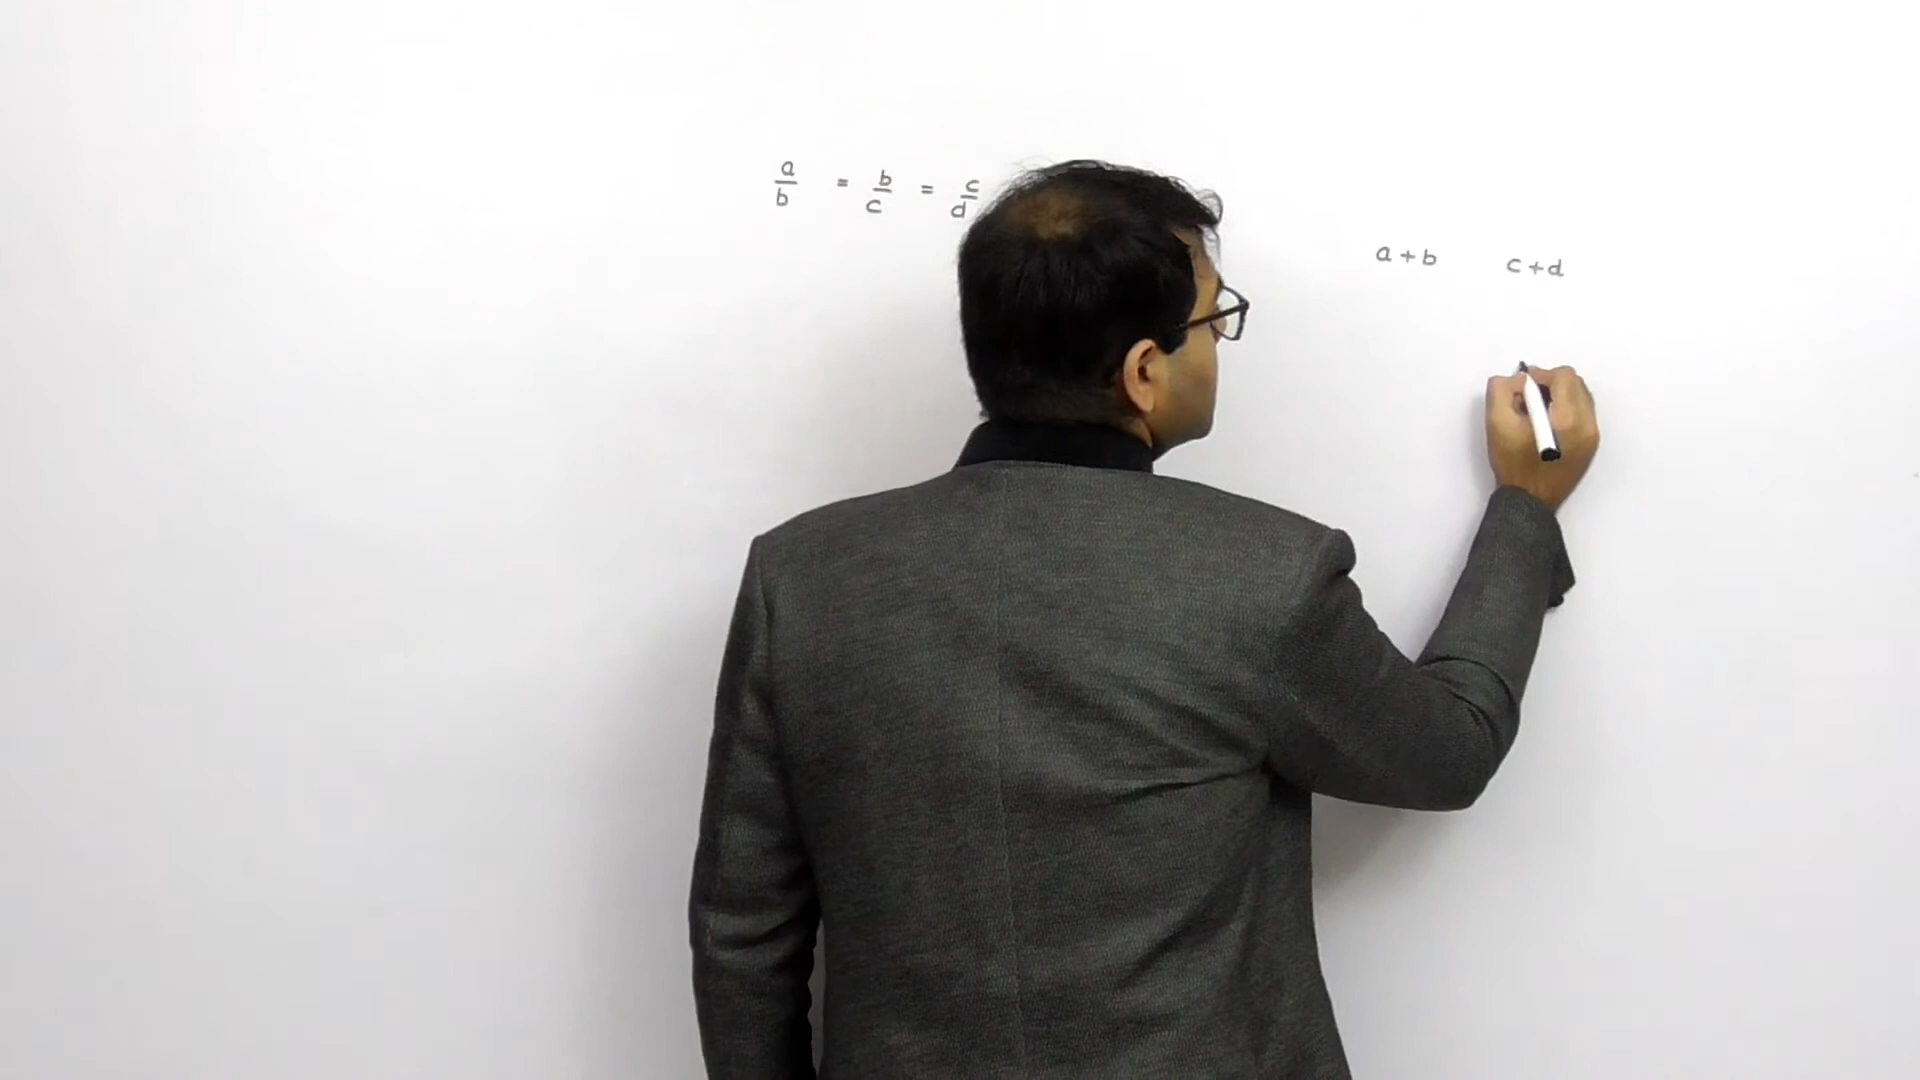 a/b = b/c = c/d
a+b c+d